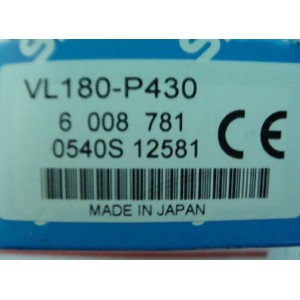 VL180-P430
6 008 781
0540S 12581
CE
MADE IN JAPAN